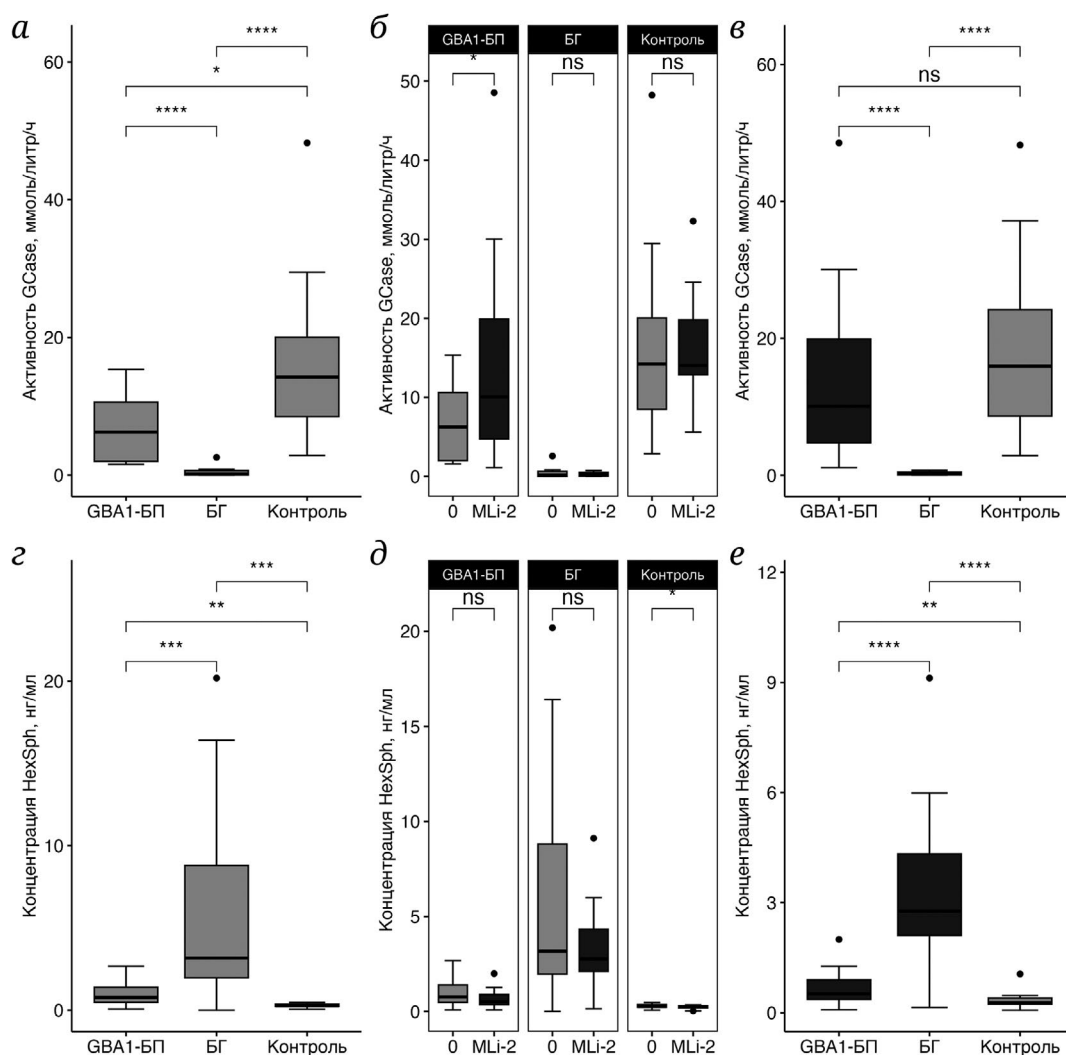 а
Активность GCase, ммоль/литр/ч
60
40
20
0
****
*
****
GBA1-БП БГ Контроль
б
Активность GCase, ммоль/литр/ч
GBA1-БП БГ Контроль
* ns ns
50
40
30
20
10
0
0 MLi-2 0 MLi-2 0 MLi-2
в
Активность GCase, ммоль/литр/ч
60
40
20
0
****
ns
****
GBA1-БП БГ Контроль
г
Концентрация HexSph, нг/мл
20
10
0
***
**
***
GBA1-БП БГ Контроль
д
Концентрация HexSph, нг/мл
GBA1-БП БГ Контроль
ns ns *
20
15
10
5
0
0 MLi-2 0 MLi-2 0 MLi-2
е
Концентрация HexSph, нг/мл
12
9
6
3
0
****
**
****
GBA1-БП БГ Контроль